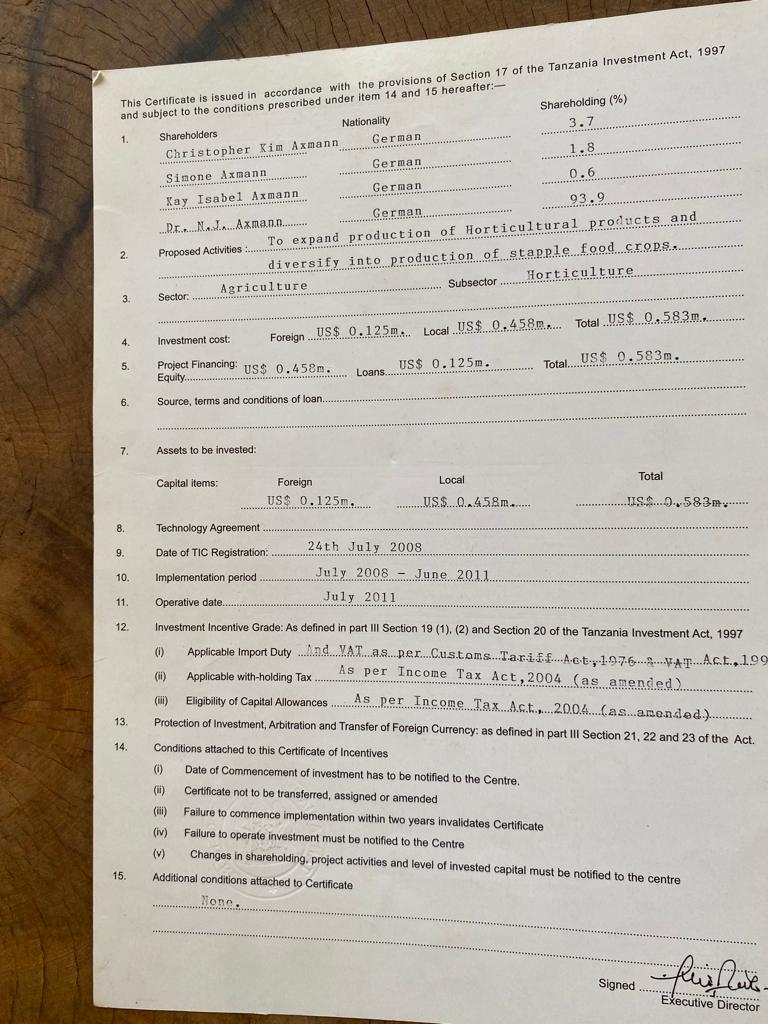 This Certificate is issued in accordance with the provisions of Section 17 of the Tanzania Investment Act, 1997
and subject to the conditions prescribed under item 14 and 15 hereafter:—
1. Shareholders Nationality Shareholding (%)
Christopher Kim Axmann German 3.7
Simone Axmann German 1.8
Kay Isabel Axmann German 0.6
Dr. N.J. Axmann German 93.9
2. Proposed Activities : To expand production of Horticultural products and
diversify into production of stapple food crops.
3. Sector: Agriculture Subsector Horticulture
4. Investment cost: Foreign US$ 0.125m. Local US$ 0.458m. Total US$ 0.583m.
5. Project Financing:
Equity US$ 0.458m. Loans US$ 0.125m. Total US$ 0.583m.
6. Source, terms and conditions of loan
7. Assets to be invested:
Capital items: Foreign Local Total
US$ 0.125m. US$ 0.458m. US$ 0.583m.
8. Technology Agreement
9. Date of TIC Registration: 24th July 2008
10. Implementation period July 2008 – June 2011
11. Operative date July 2011
12. Investment Incentive Grade: As defined in part III Section 19 (1), (2) and Section 20 of the Tanzania Investment Act, 1997
(i) Applicable Import Duty And VAT as per Customs Tariff Act,1976 & VAT Act,199
(ii) Applicable with-holding Tax As per Income Tax Act,2004 (as amended)
(iii) Eligibility of Capital Allowances As per Income Tax Act, 2004 (as amended)
13. Protection of Investment, Arbitration and Transfer of Foreign Currency: as defined in part III Section 21, 22 and 23 of the Act.
14. Conditions attached to this Certificate of Incentives
(i) Date of Commencement of investment has to be notified to the Centre.
(ii) Certificate not to be transferred, assigned or amended
(iii) Failure to commence implementation within two years invalidates Certificate
(iv) Failure to operate investment must be notified to the Centre
(v) Changes in shareholding, project activities and level of invested capital must be notified to the centre
15. Additional conditions attached to Certificate
None.
Signed
Executive Director